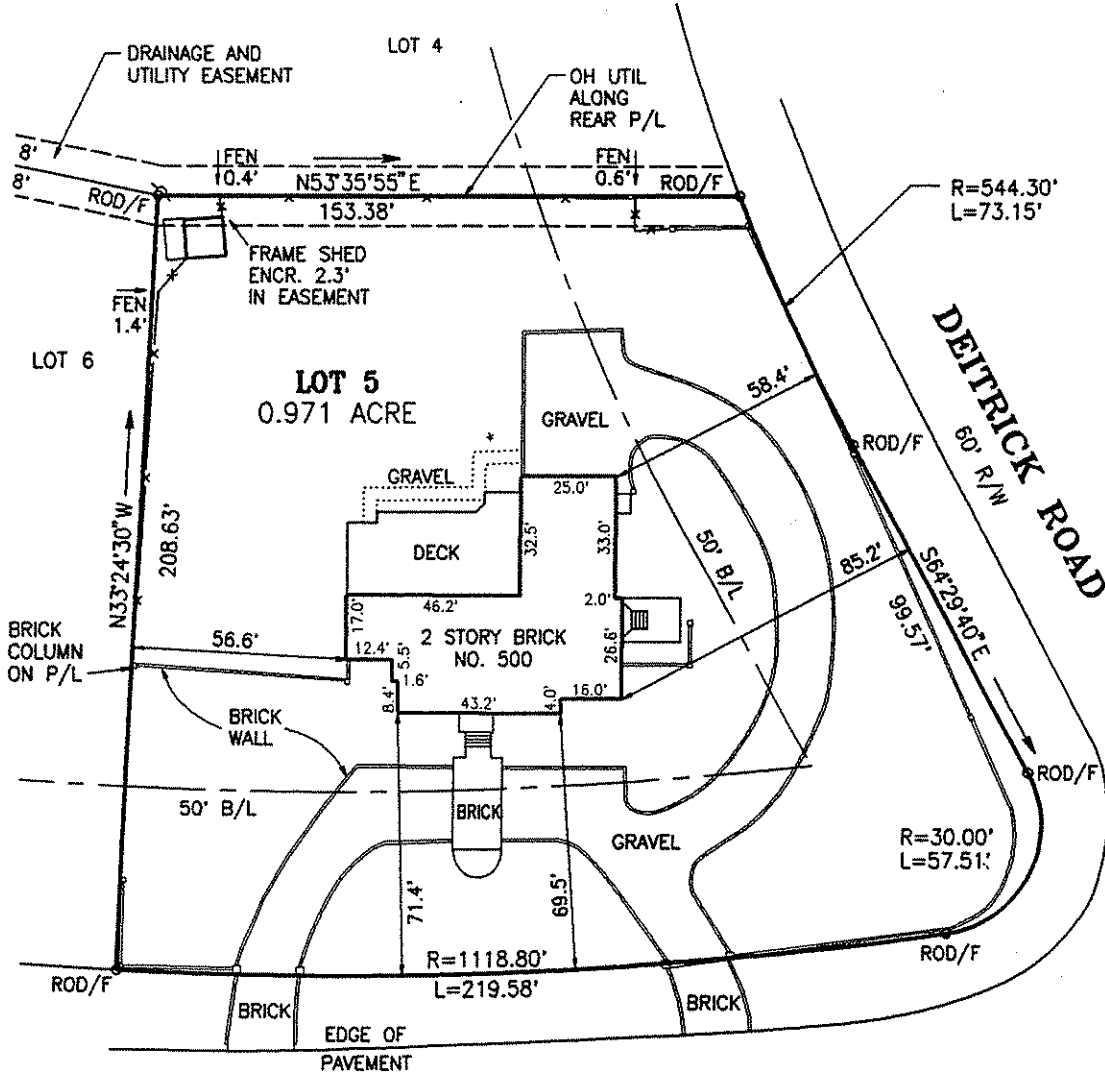 LOT 4
DRAINAGE AND
UTILITY EASEMENT
OH UTIL
ALONG
REAR P/L
8'
8'
ROD/F
FEN
0.4'
N53°35'55"E
153.38'
FEN
0.6'
ROD/F
R=544.30'
L=73.15'
FRAME SHED
ENCR. 2.3'
IN EASEMENT
FEN
1.4'
LOT 6
LOT 5
0.971 ACRE
GRAVEL
58.4'
DEITRICK ROAD
60' R/W
ROD/F
GRAVEL
25.0'
N33°24'30"W
208.63'
DECK
32.5'
33.0'
50' B/L
85.2'
S64°29'40"E
99.57'
46.2'
2.0'
17.0'
BRICK
COLUMN
ON P/L
56.6'
12.4'
5.5'
1.6'
8.4'
2 STORY BRICK
NO. 500
26.6'
43.2'
4.0'
16.0'
BRICK
WALL
50' B/L
BRICK
GRAVEL
ROD/F
R=30.00'
L=57.51'
71.4'
69.5'
R=1118.80'
L=219.58'
ROD/F
ROD/F
BRICK
BRICK
EDGE OF
PAVEMENT